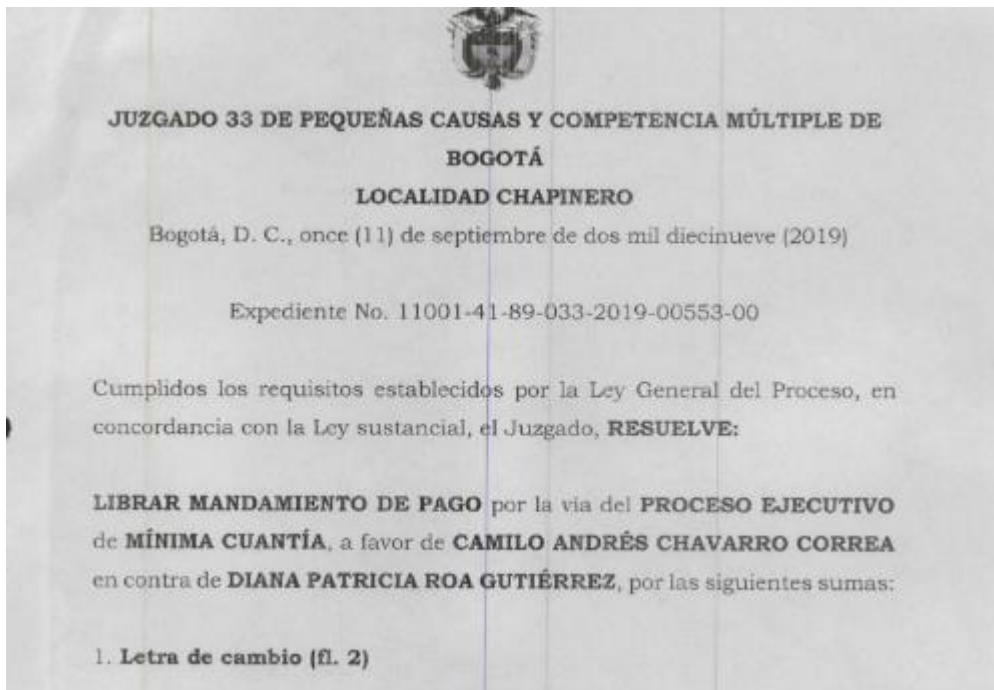 JUZGADO 33 DE PEQUEÑAS CAUSAS Y COMPETENCIA MÚLTIPLE DE
BOGOTÁ
LOCALIDAD CHAPINERO
Bogotá, D. C., once (11) de septiembre de dos mil diecinueve (2019)
Expediente No. 11001-41-89-033-2019-00553-00
Cumplidos los requisitos establecidos por la Ley General del Proceso, en
concordancia con la Ley sustancial, el Juzgado, RESUELVE:
LIBRAR MANDAMIENTO DE PAGO por la via del PROCESO EJECUTIVO
de MÍNIMA CUANTÍA, a favor de CAMILO ANDRÉS CHAVARRO CORREA
en contra de DIANA PATRICIA ROA GUTIÉRREZ, por las siguientes sumas:
1. Letra de cambio (fl. 2)